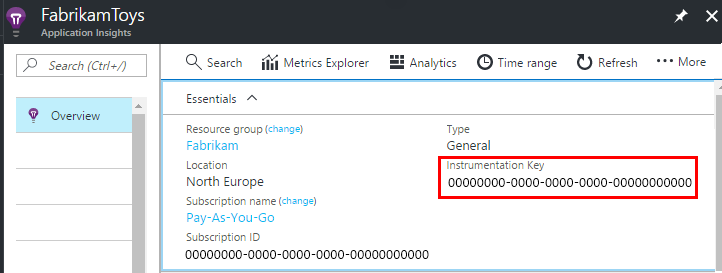 FabrikamToys
Application Insights
Search (Ctrl+/)
Overview
Search Metrics Explorer Analytics Time range Refresh More
Essentials
Resource group (change)
Fabrikam
Type
General
Location
North Europe
Instrumentation Key
00000000-0000-0000-0000-00000000000
Subscription name (change)
Pay-As-You-Go
Subscription ID
00000000-0000-0000-0000-00000000000